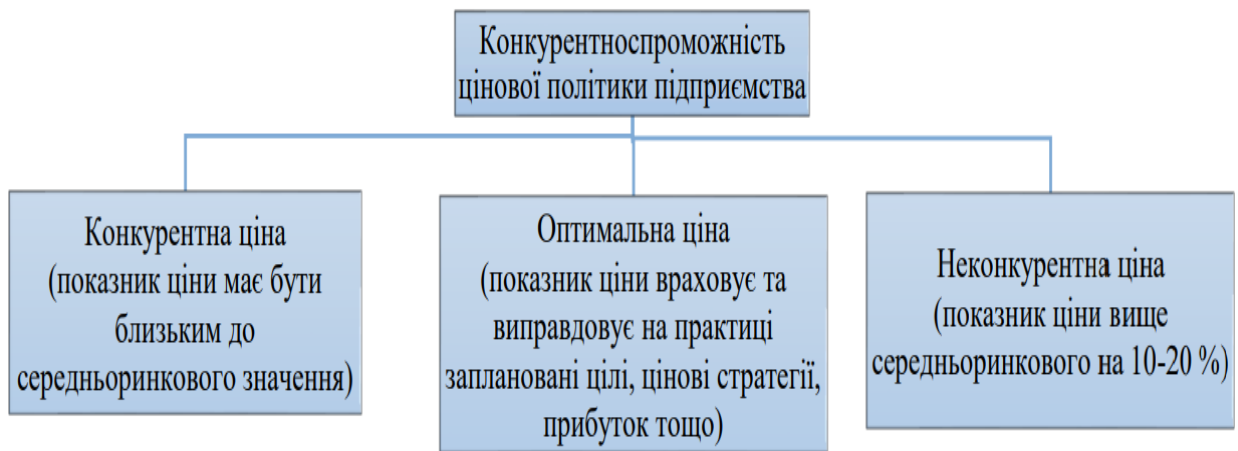 Конкурентноспроможність
цінової політики підприємства
Конкурентна ціна
(показник ціни має бути
близьким до
середньоринкового значення)
Оптимальна ціна
(показник ціни враховує та
виправдовує на практиці
заплановані цілі, цінові стратегії,
прибуток тощо)
Неконкурентна ціна
(показник ціни вище
середньоринкового на 10-20 %)